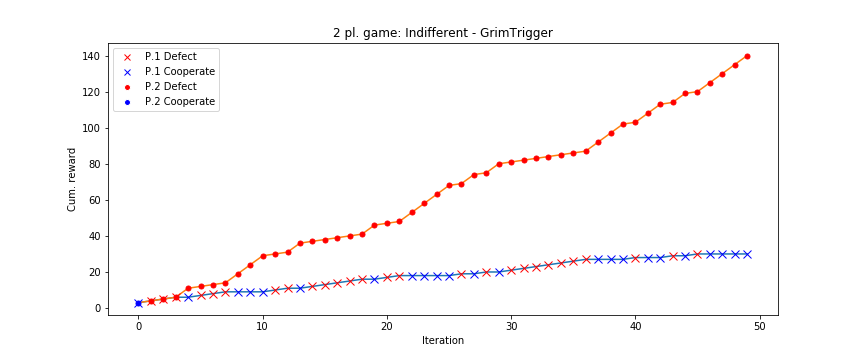 2 pl. game: Indifferent - GrimTrigger
P.1 Defect
P.1 Cooperate
P.2 Defect
P.2 Cooperate
Cum. reward
140
120
100
80
60
40
20
0
0 10 20 30 40 50
Iteration